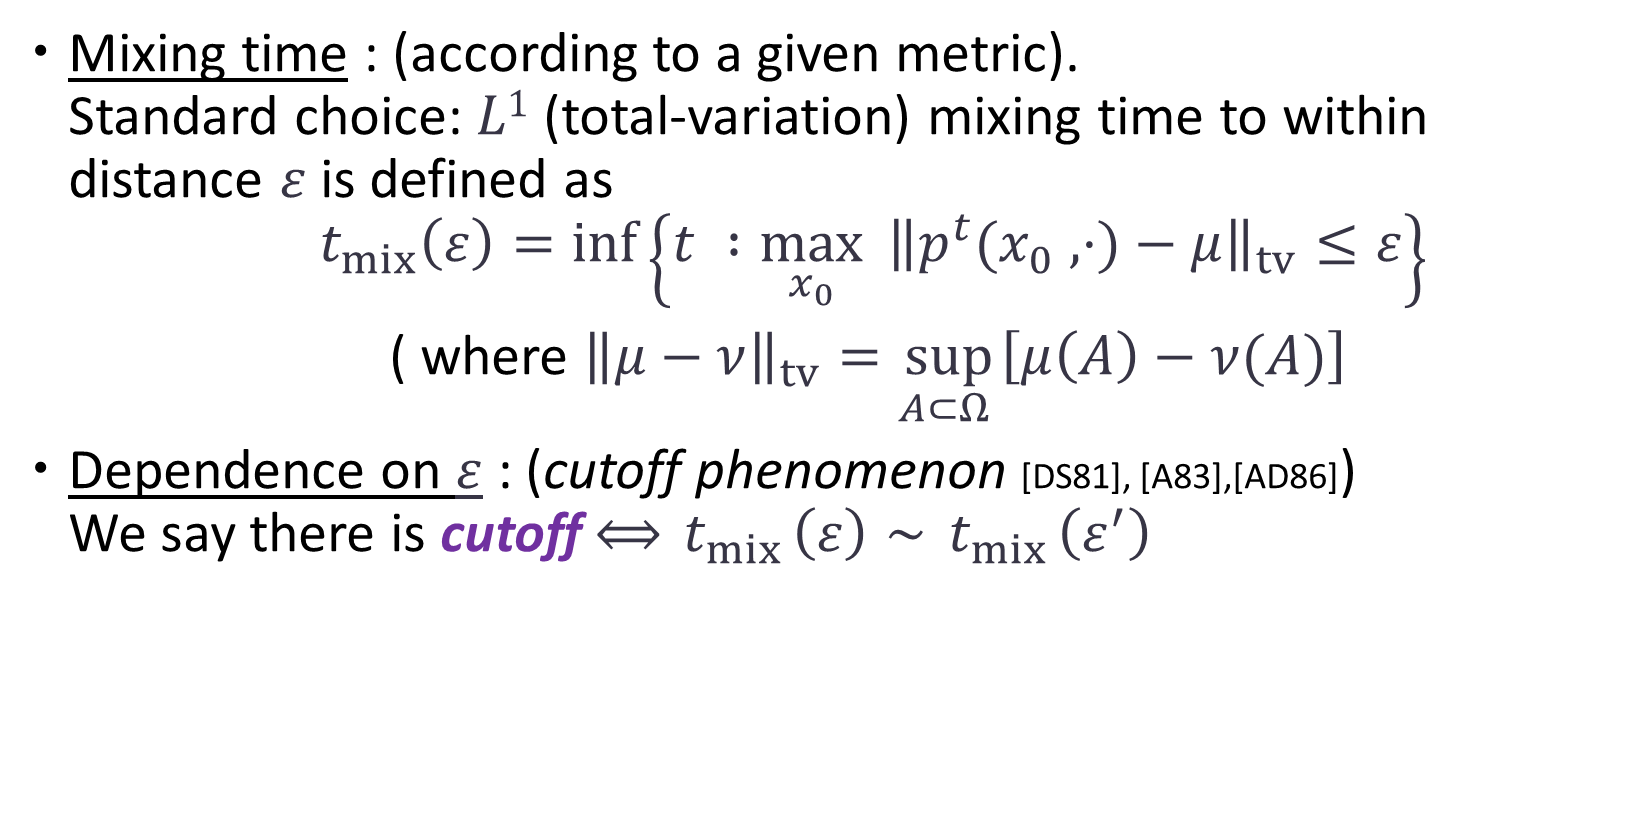 • Mixing time : (according to a given metric).
Standard choice: L¹ (total-variation) mixing time to within
distance ε is defined as
t_mix(ε) = inf{t : max_{x₀} ‖p^t(x₀ ,·) − μ‖_tv ≤ ε}
( where ‖μ − ν‖_tv = sup_{A⊂Ω} [μ(A) − ν(A)]
• Dependence on ε : (cutoff phenomenon [DS81], [A83],[AD86])
We say there is cutoff ⟺ t_mix (ε) ~ t_mix (ε′)